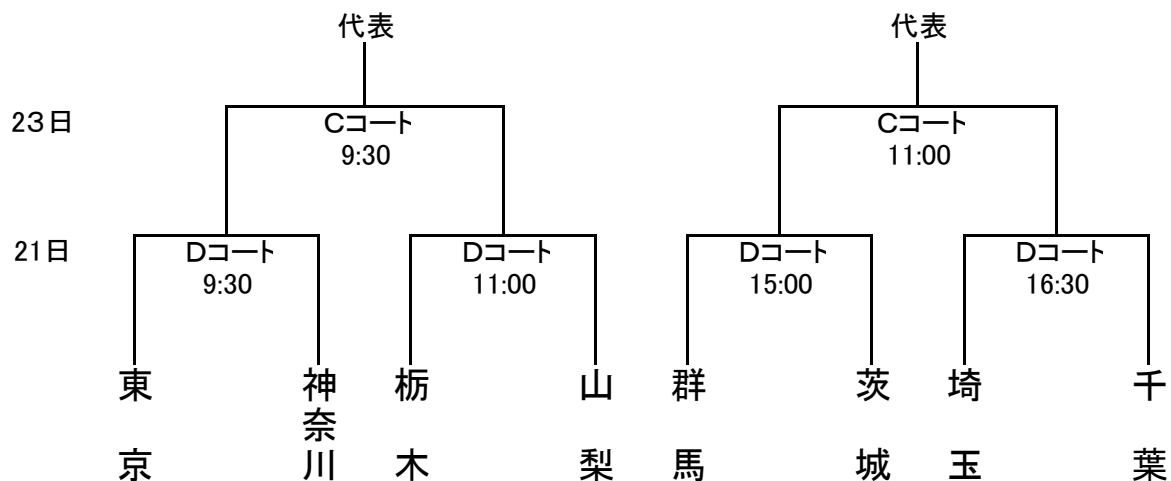 代表
代表
23日
Cコート
9:30
Cコート
11:00
21日
Dコート
9:30
Dコート
11:00
Dコート
15:00
Dコート
16:30
東京
神奈川
栃木
山梨
群馬
茨城
埼玉
千葉